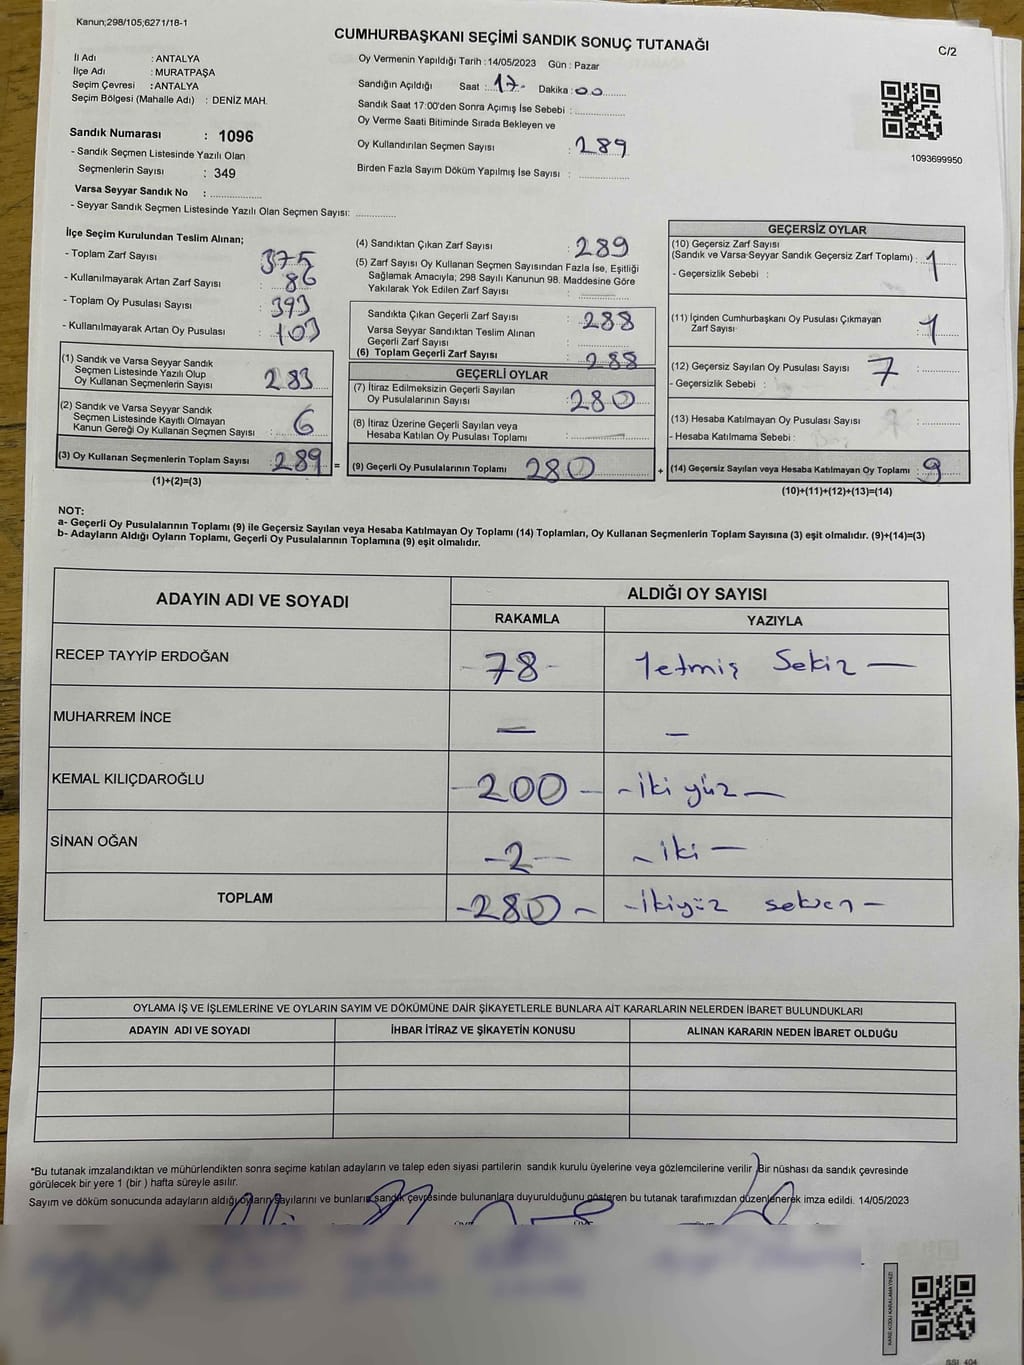 Kanun;298/105;6271/18-1
CUMHURBAŞKANI SEÇİMİ SANDIK SONUÇ TUTANAĞI
C/2
İl Adı : ANTALYA
İlçe Adı : MURATPAŞA
Seçim Çevresi : ANTALYA
Seçim Bölgesi (Mahalle Adı) : DENİZ MAH.
Sandık Numarası : 1096
- Sandık Seçmen Listesinde Yazılı Olan
Seçmenlerin Sayısı : 349
Varsa Seyyar Sandık No : ..............
- Seyyar Sandık Seçmen Listesinde Yazılı Olan Seçmen Sayısı: ............
Oy Vermenin Yapıldığı Tarih : 14/05/2023 Gün : Pazar
Sandığın Açıldığı Saat : 17 Dakika : 00
Sandık Saat 17:00'den Sonra Açımış İse Sebebi : ..............
Oy Verme Saati Bitiminde Sırada Bekleyen ve
Oy Kullandırılan Seçmen Sayısı : 289
Birden Fazla Sayım Döküm Yapılmış İse Sayısı : ..............
1093699950
İlçe Seçim Kurulundan Teslim Alınan;
- Toplam Zarf Sayısı : 375
- Kullanılmayarak Artan Zarf Sayısı : 86
- Toplam Oy Pusulası Sayısı : 393
- Kullanılmayarak Artan Oy Pusulası : 103
(1) Sandık ve Varsa Seyyar Sandık
Seçmen Listesinde Yazılı Olup
Oy Kullanan Seçmenlerin Sayısı : 283
(2) Sandık ve Varsa Seyyar Sandık
Seçmen Listesinde Kayıtlı Olmayan
Kanun Gereği Oy Kullanan Seçmen Sayısı : 6
(3) Oy Kullanan Seçmenlerin Toplam Sayısı : 289 =
(1)+(2)=(3)
(4) Sandıktan Çıkan Zarf Sayısı : 289
(5) Zarf Sayısı Oy Kullanan Seçmen Sayısından Fazla İse, Eşitliği
Sağlamak Amacıyla; 298 Sayılı Kanunun 98. Maddesine Göre
Yakılarak Yok Edilen Zarf Sayısı : ..............
Sandıkta Çıkan Geçerli Zarf Sayısı : 288
Varsa Seyyar Sandıktan Teslim Alınan
Geçerli Zarf Sayısı : ..............
(6) Toplam Geçerli Zarf Sayısı : 288
GEÇERLİ OYLAR
(7) İtiraz Edilmeksizin Geçerli Sayılan
Oy Pusulalarının Sayısı : 280
(8) İtiraz Üzerine Geçerli Sayılan veya
Hesaba Katılan Oy Pusulası Toplamı : ..............
(9) Geçerli Oy Pusulalarının Toplamı 280 +
GEÇERSİZ OYLAR
(10) Geçersiz Zarf Sayısı
(Sandık ve Varsa Seyyar Sandık Geçersiz Zarf Toplamı) : 1
- Geçersizlik Sebebi :
(11) İçinden Cumhurbaşkanı Oy Pusulası Çıkmayan
Zarf Sayısı : 1
(12) Geçersiz Sayılan Oy Pusulası Sayısı 7 : ............
- Geçersizlik Sebebi :
(13) Hesaba Katılmayan Oy Pusulası Sayısı : ............
- Hesaba Katılmama Sebebi :
(14) Geçersiz Sayılan veya Hesaba Katılmayan Oy Toplamı : 9
(10)+(11)+(12)+(13)=(14)
NOT:
a- Geçerli Oy Pusulalarının Toplamı (9) ile Geçersiz Sayılan veya Hesaba Katılmayan Oy Toplamı (14) Toplamları, Oy Kullanan Seçmenlerin Toplam Sayısına (3) eşit olmalıdır. (9)+(14)=(3)
b- Adayların Aldığı Oyların Toplamı, Geçerli Oy Pusulalarının Toplamına (9) eşit olmalıdır.
ADAYIN ADI VE SOYADI
ALDIĞI OY SAYISI
RAKAMLA
YAZIYLA
RECEP TAYYİP ERDOĞAN -78- Yetmiş Sekiz —
MUHARREM İNCE — —
KEMAL KILIÇDAROĞLU -200- -iki yüz—
SİNAN OĞAN -2- -iki—
TOPLAM -280- -ikiyüz seksen-
OYLAMA İŞ VE İŞLEMLERİNE VE OYLARIN SAYIM VE DÖKÜMÜNE DAİR ŞİKAYETLERLE BUNLARA AİT KARARLARIN NELERDEN İBARET BULUNDUKLARI
ADAYIN ADI VE SOYADI
İHBAR İTİRAZ VE ŞİKAYETİN KONUSU
ALINAN KARARIN NEDEN İBARET OLDUĞU
*Bu tutanak imzalandıktan ve mühürlendikten sonra seçime katılan adayların ve talep eden siyasi partilerin sandık kurulu üyelerine veya gözlemcilerine verilir Bir nüshası da sandık çevresinde
görülecek bir yere 1 (bir ) hafta süreyle asılır.
Sayım ve döküm sonucunda adayların aldığı oyların sayılarını ve bunların sandık çevresinde bulunanlara duyurulduğunu gösteren bu tutanak tarafımızdan düzenlenerek imza edildi. 14/05/2023
KARE KODU KARALAMAYINIZ!